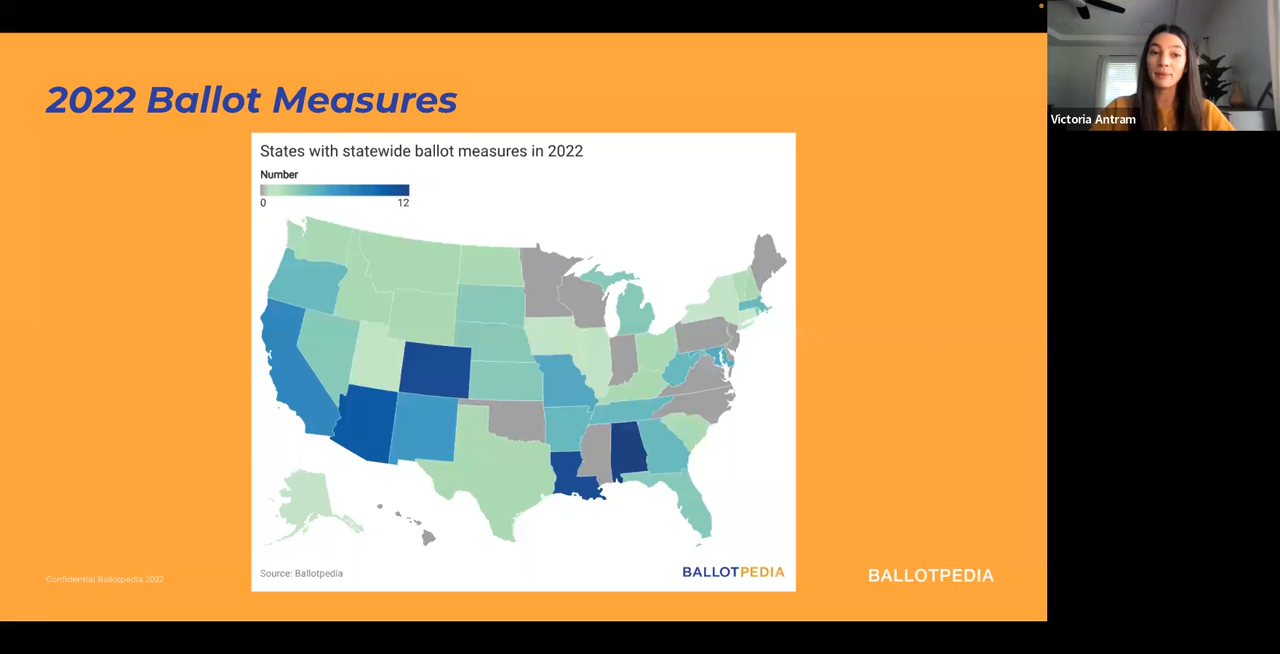 2022 Ballot Measures
States with statewide ballot measures in 2022
Number
0 12
Source: Ballotpedia
BALLOTPEDIA
Confidential Ballotpedia 2022
BALLOTPEDIA
Victoria Antram